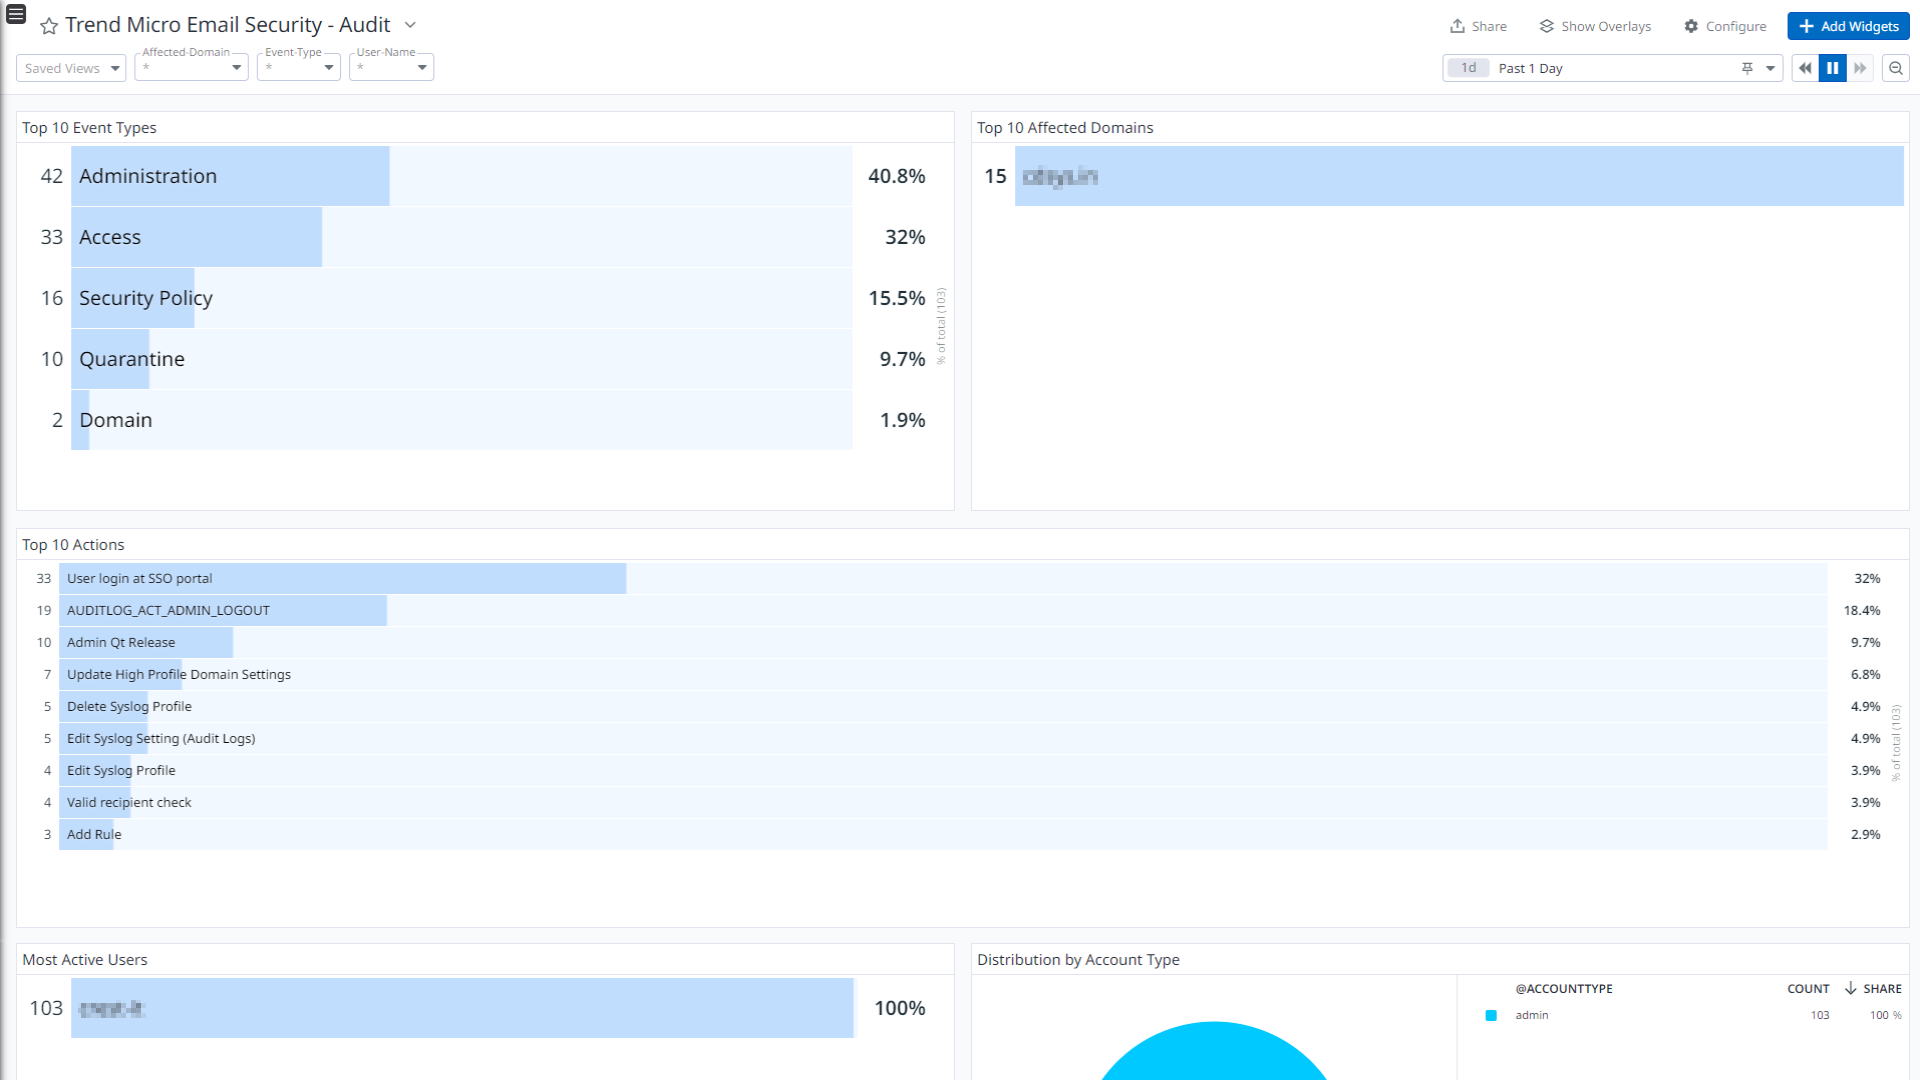 Trend Micro Email Security - Audit
Share
Show Overlays
Configure
Add Widgets
Saved Views
Affected-Domain
*
Event-Type
*
User-Name
*
1d Past 1 Day
Top 10 Event Types
42 Administration 40.8%
33 Access 32%
16 Security Policy 15.5%
10 Quarantine 9.7%
2 Domain 1.9%
% of total (103)
Top 10 Affected Domains
15
Top 10 Actions
33 User login at SSO portal 32%
19 AUDITLOG_ACT_ADMIN_LOGOUT 18.4%
10 Admin Qt Release 9.7%
7 Update High Profile Domain Settings 6.8%
5 Delete Syslog Profile 4.9%
5 Edit Syslog Setting (Audit Logs) 4.9%
4 Edit Syslog Profile 3.9%
4 Valid recipient check 3.9%
3 Add Rule 2.9%
% of total (103)
Most Active Users
103 100%
Distribution by Account Type
@ACCOUNTTYPE COUNT SHARE
admin 103 100 %